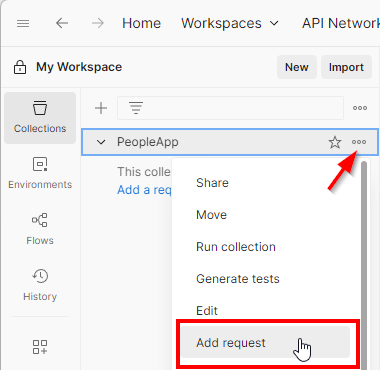 Home Workspaces API Network
My Workspace New Import
Collections
PeopleApp
This colle
Add a req
Environments
Share
Move
Flows
Run collection
Generate tests
History
Edit
Add request